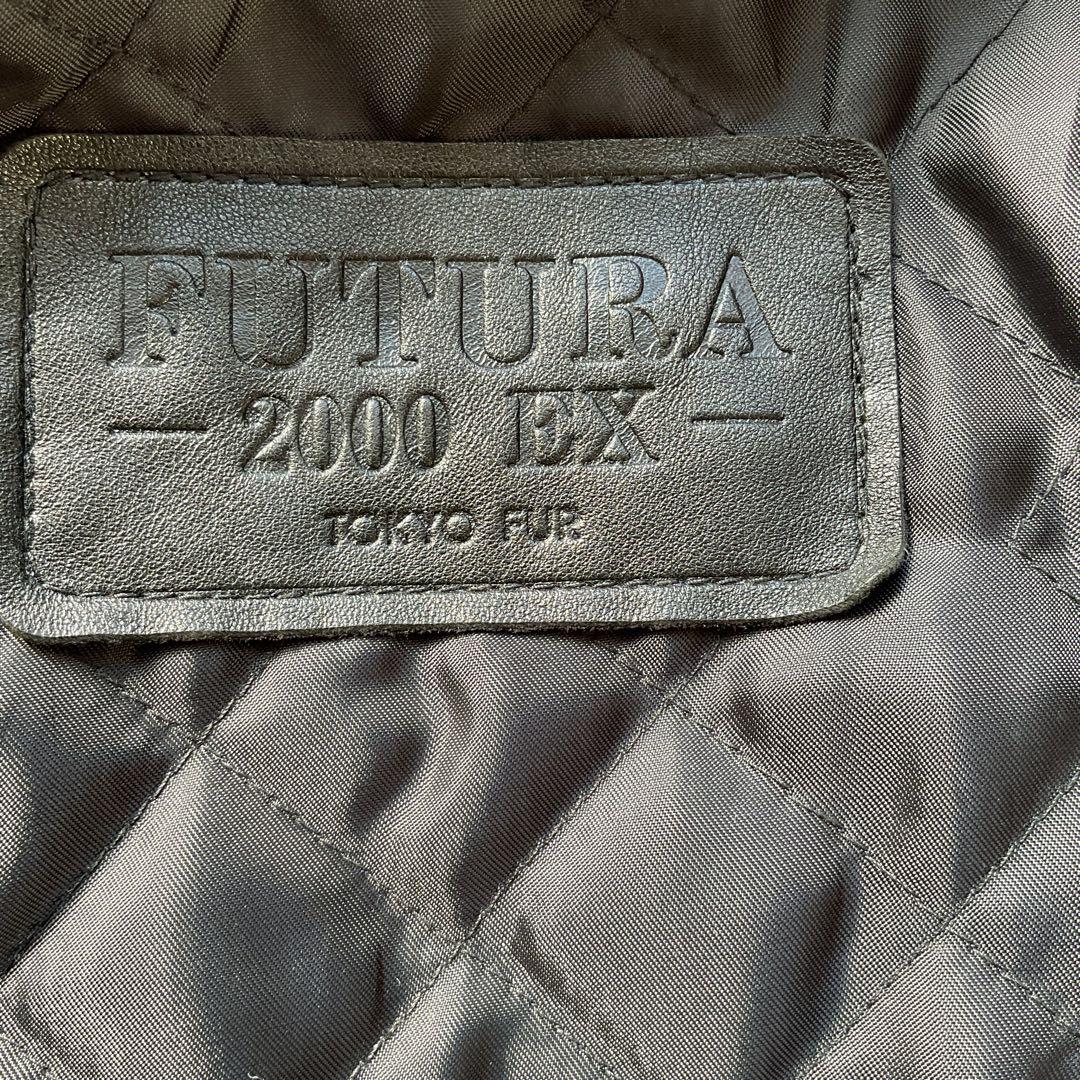 FUTURA
— 2000 EX —
TOKYO FUR